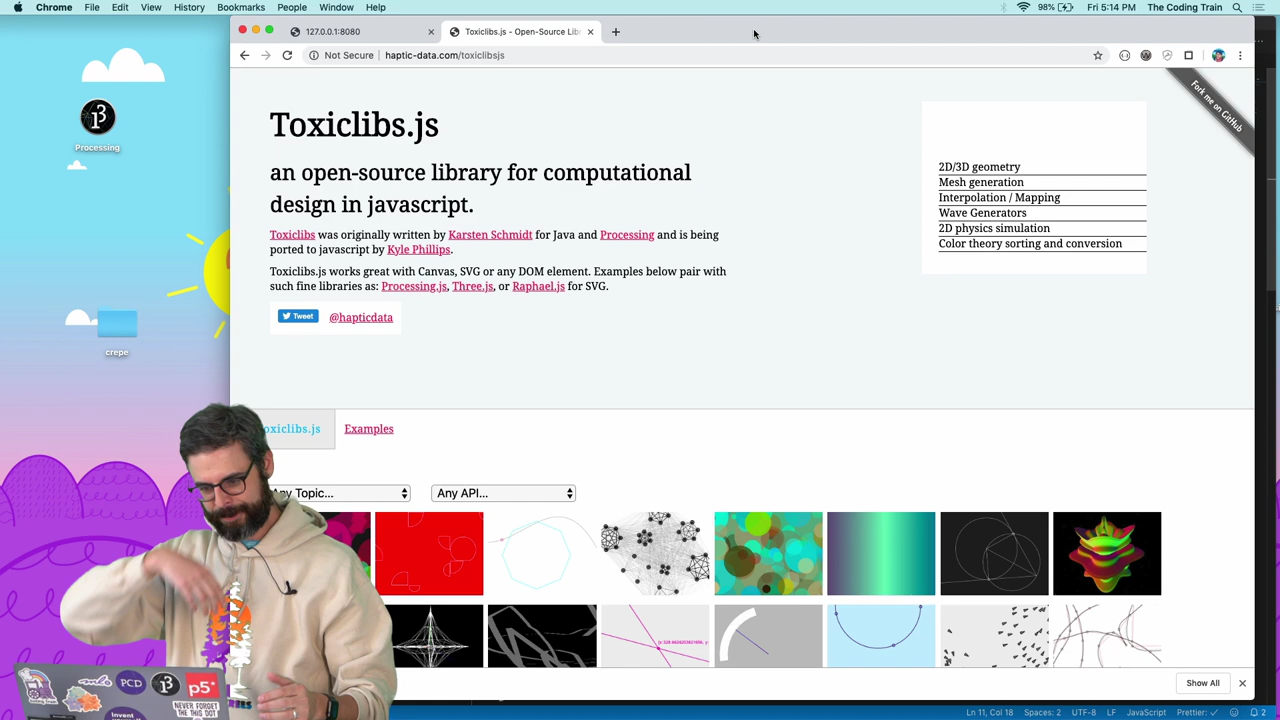 Chrome File Edit View History Bookmarks People Window Help
98% Fri 5:14 PM The Coding Train
127.0.0.1:8080
Toxiclibs.js - Open-Source Libr
Not Secure haptic-data.com/toxiclibsjs
Fork me on GitHub
Processing
crepe
Toxiclibs.js
an open-source library for computational
design in javascript.
Toxiclibs was originally written by Karsten Schmidt for Java and Processing and is being
ported to javascript by Kyle Phillips.
Toxiclibs.js works great with Canvas, SVG or any DOM element. Examples below pair with
such fine libraries as: Processing.js, Three.js, or Raphael.js for SVG.
Tweet @hapticdata
2D/3D geometry
Mesh generation
Interpolation / Mapping
Wave Generators
2D physics simulation
Color theory sorting and conversion
oxiclibs.js Examples
ny Topic... Any API...
Show All
mls PCD p5*
NEVER FORGET
THE THIS DOT
Invent
Ln 11, Col 18 Spaces: 2 UTF-8 LF JavaScript Prettier: ✓ 2